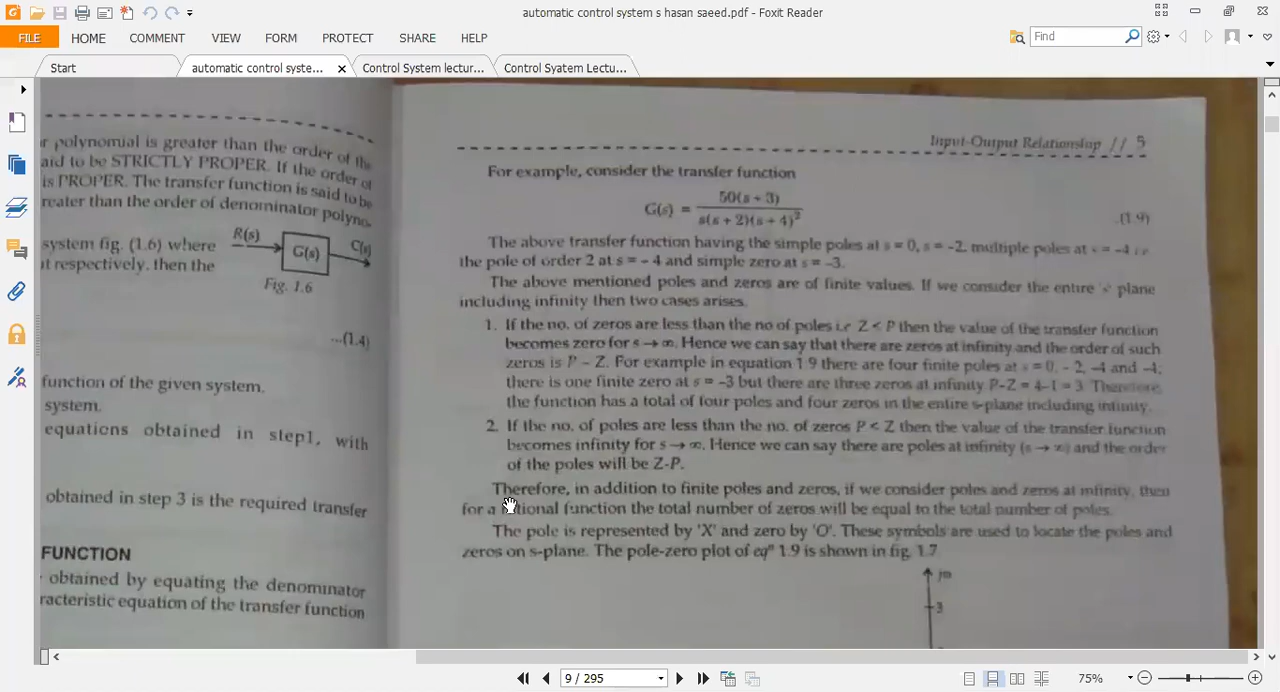 automatic control system s hasan saeed.pdf - Foxit Reader
FILE HOME COMMENT VIEW FORM PROTECT SHARE HELP
Find
Start automatic control syste... Control System lectur... Control Syatem Lectu...
r polynomial is greater than the order of the
aid to be STRICTLY PROPER. If the order of
is PROPER. The transfer function is said to be
reater than the order of denominator polyno-
system fig. (1.6) where
it respectively, then the
R(s) G(s) C(s)
Fig. 1.6
...(1.4)
function of the given system.
system.
equations obtained in step1, with
obtained in step 3 is the required transfer
FUNCTION
obtained by equating the denominator
racteristic equation of the transfer function
Input-Output Relationship // 5
For example, consider the transfer function
G(s) = 50(s + 3) / s(s + 2)(s + 4)² .(1.9)
The above transfer function having the simple poles at s = 0, s = -2, multiple poles at s = -4 i.e
the pole of order 2 at s = - 4 and simple zero at s = -3.
The above mentioned poles and zeros are of finite values. If we consider the entire 's' plane
including infinity then two cases arises.
1. If the no. of zeros are less than the no of poles i.e Z < P then the value of the transfer function
becomes zero for s → ∞. Hence we can say that there are zeros at infinity and the order of such
zeros is P - Z. For example in equation 1.9 there are four finite poles at s = 0, - 2, -4 and -4;
there is one finite zero at s = -3 but there are three zeros at infinity P-Z = 4-1 = 3 Therefore
the function has a total of four poles and four zeros in the entire s-plane including infinity.
2. If the no. of poles are less than the no. of zeros P < Z then the value of the transfer function
becomes infinity for s → ∞. Hence we can say there are poles at infinity (s → ∞) and the order
of the poles will be Z-P.
Therefore, in addition to finite poles and zeros, if we consider poles and zeros at infinity, then
for a tional function the total number of zeros will be equal to the total number of poles.
The pole is represented by 'X' and zero by 'O'. These symbols are used to locate the poles and
zeros on s-plane. The pole-zero plot of eqⁿ 1.9 is shown in fig. 1.7
jω
3
9 / 295
75%